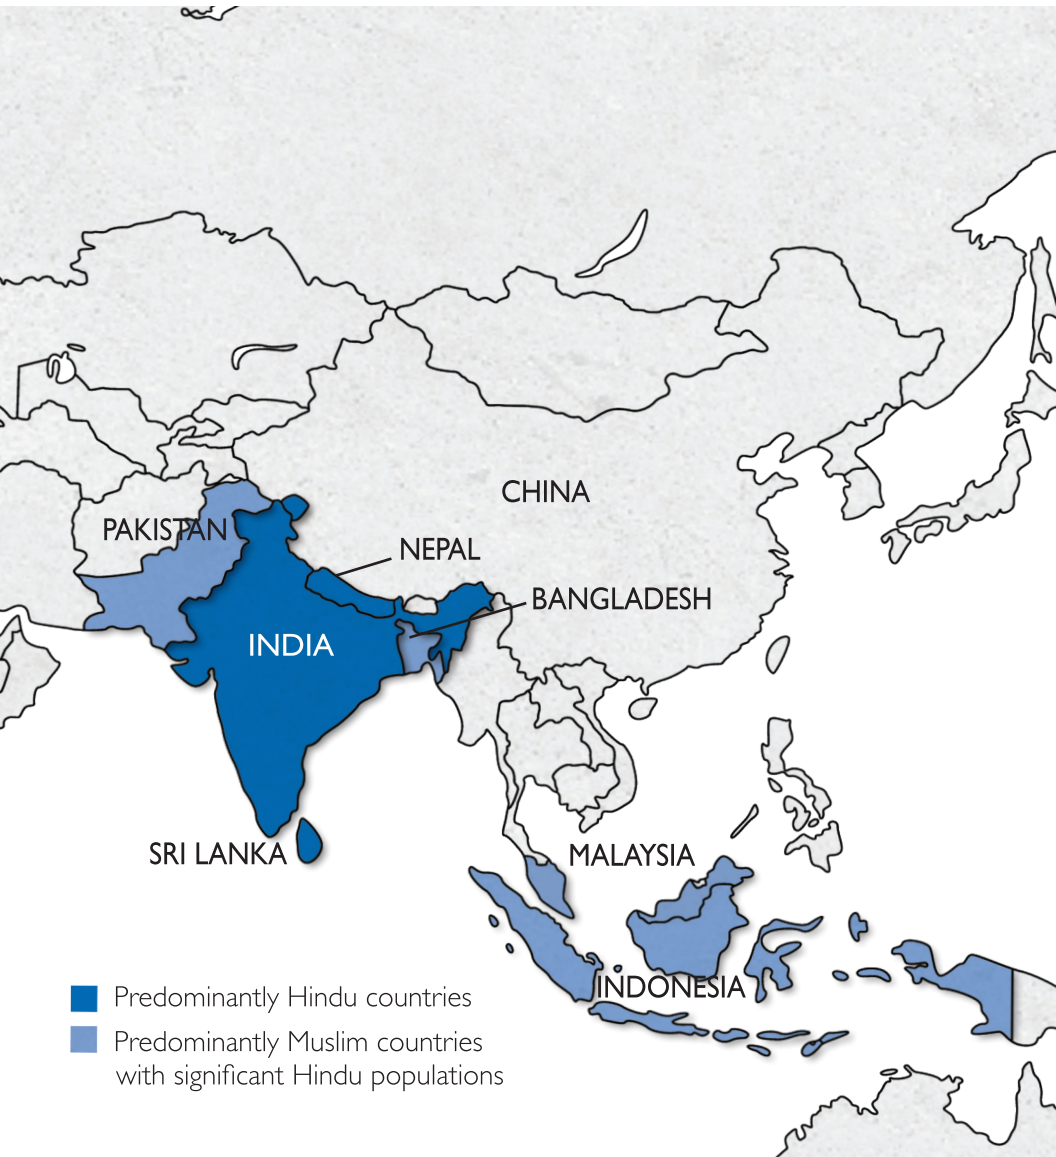 CHINA
PAKISTAN
NEPAL
BANGLADESH
INDIA
SRI LANKA
MALAYSIA
INDONESIA
Predominantly Hindu countries
Predominantly Muslim countries
with significant Hindu populations